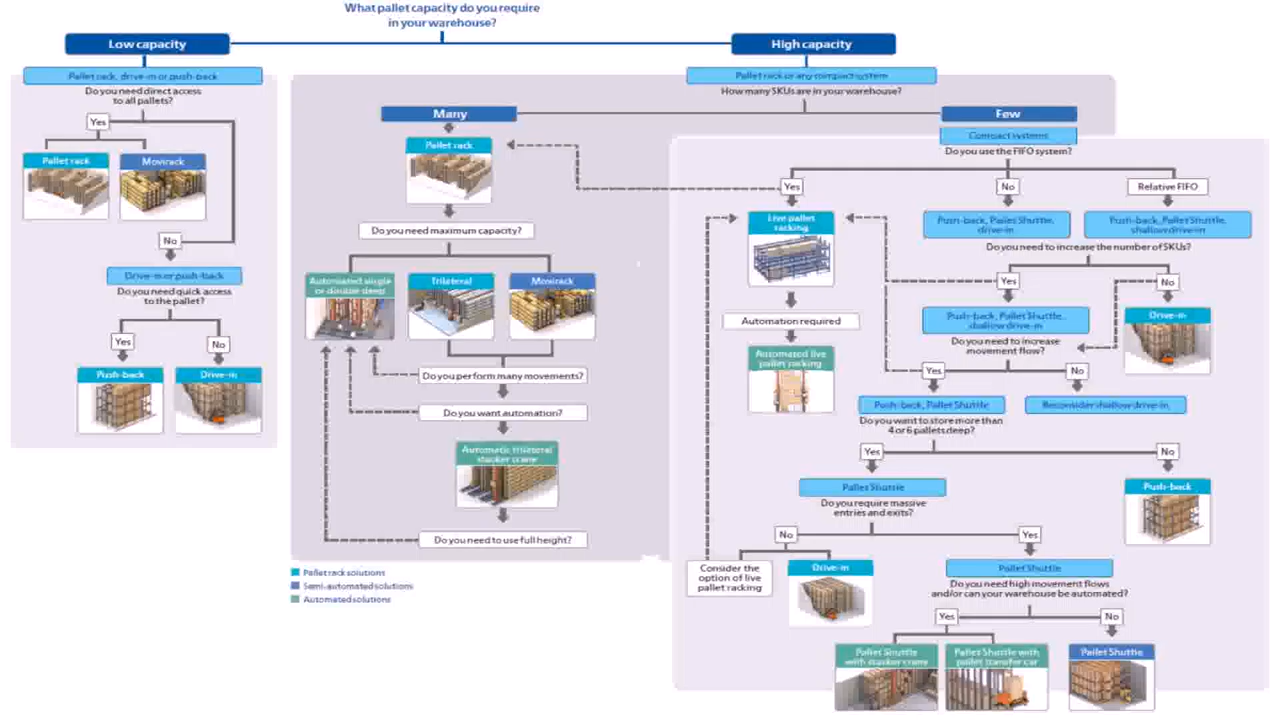 What pallet capacity do you require
in your warehouse?
Low capacity
High capacity
Pallet rack, drive-in or push-back
Do you need direct access
to all pallets?
Yes
Pallet rack
Movirack
No
Drive-in or push-back
Do you need quick access
to the pallet?
Yes
No
Push-back
Drive-in
Pallet rack or any compact system
How many SKUs are in your warehouse?
Many
Few
Pallet rack
Do you need maximum capacity?
Automated single
or double deep
Trilateral
Movirack
Do you perform many movements?
Do you want automation?
Automatic trilateral
stacker crane
Do you need to use full height?
Compact systems
Do you use the FIFO system?
Yes
No
Relative FIFO
Live pallet
racking
Push-back, Pallet Shuttle,
drive-in
Push-back, Pallet Shuttle,
shallow drive-in
Do you need to increase the number of SKUs?
Yes
No
Automation required
Push-back, Pallet Shuttle,
shallow drive-in
Drive-in
Do you need to increase
movement flow?
Automated live
pallet racking
Yes
No
Push-back, Pallet Shuttle
Reconsider shallow drive-in
Do you want to store more than
4 or 6 pallets deep?
Yes
No
Pallet Shuttle
Push-back
Do you require massive
entries and exits?
No
Yes
Consider the
option of live
pallet racking
Drive-in
Pallet Shuttle
Do you need high movement flows
and/or can your warehouse be automated?
Yes
No
Pallet Shuttle
with stacker crane
Pallet Shuttle with
pallet transfer car
Pallet Shuttle
Pallet rack solutions
Semi-automated solutions
Automated solutions